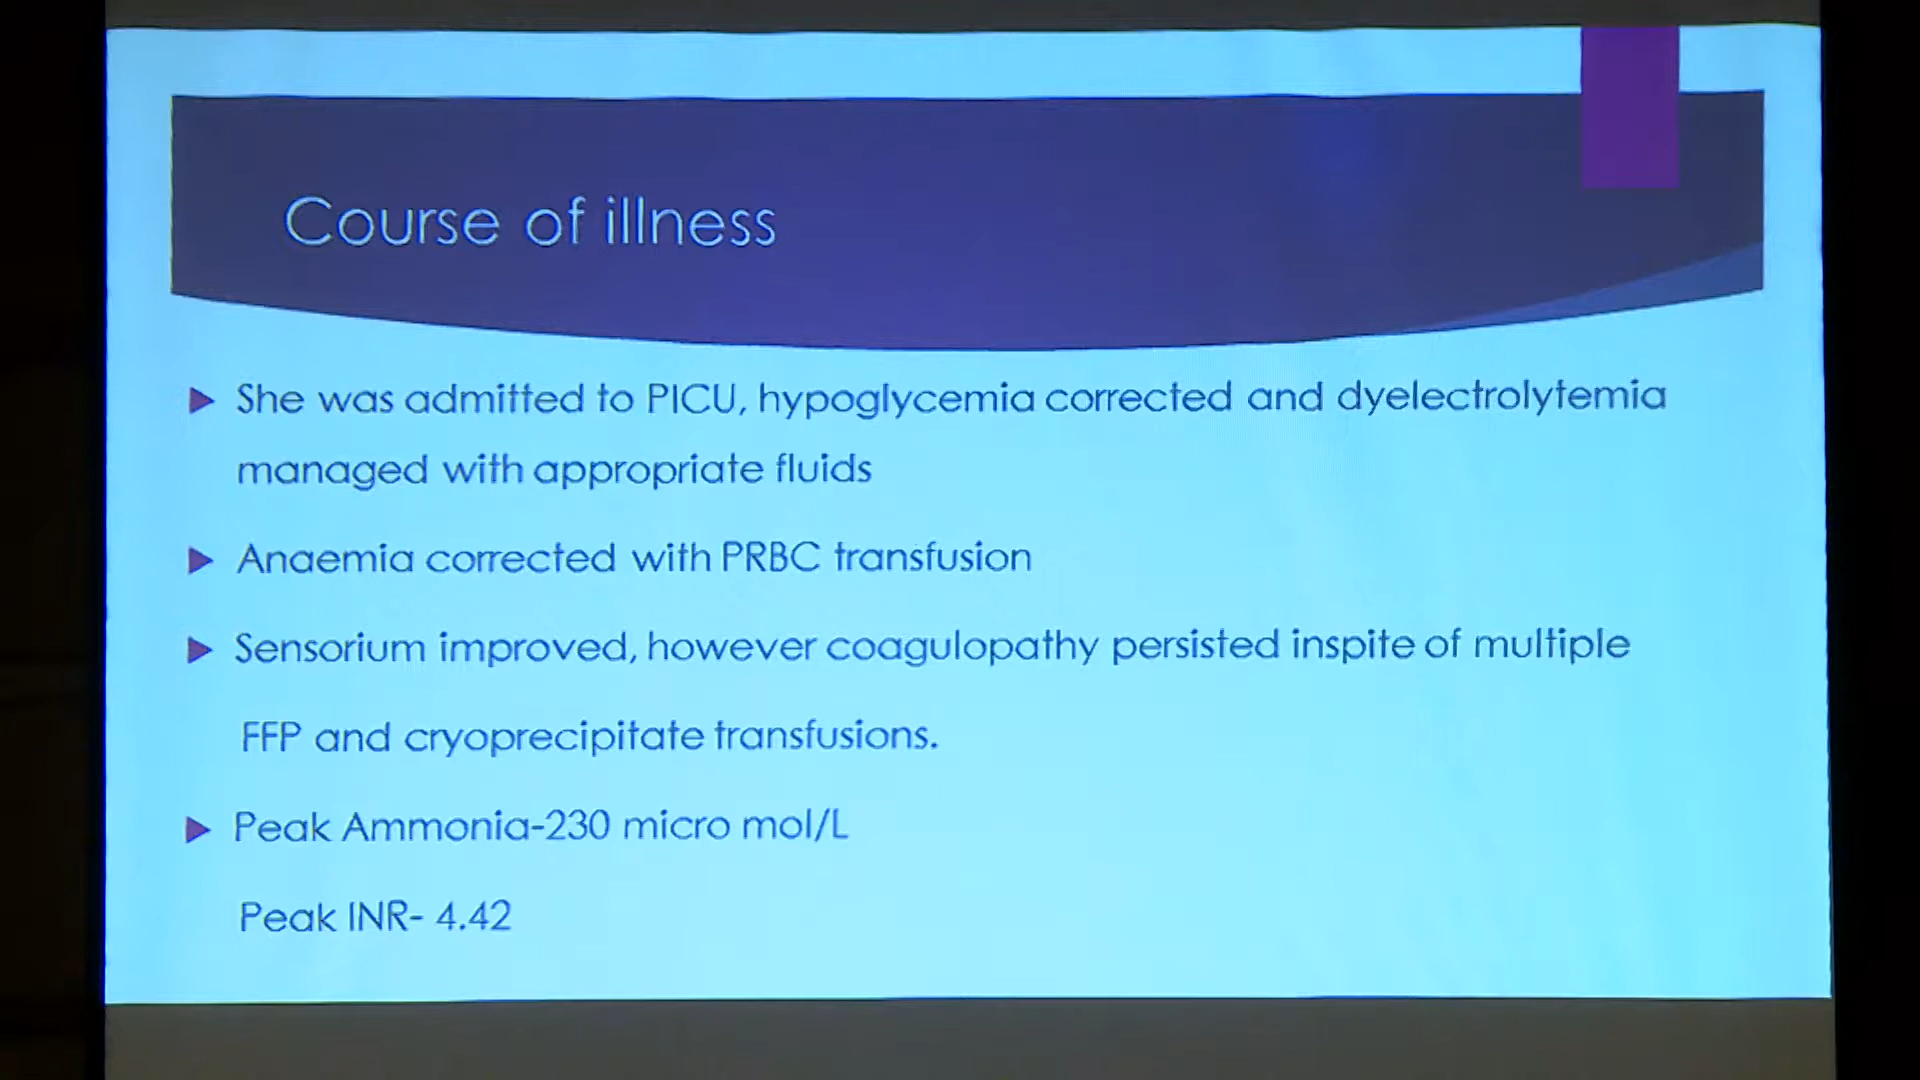 Course of illness
She was admitted to PICU, hypoglycemia corrected and dyelectrolytemia
managed with appropriate fluids
Anaemia corrected with PRBC transfusion
Sensorium improved, however coagulopathy persisted inspite of multiple
FFP and cryoprecipitate transfusions.
Peak Ammonia-230 micro mol/L
Peak INR- 4.42